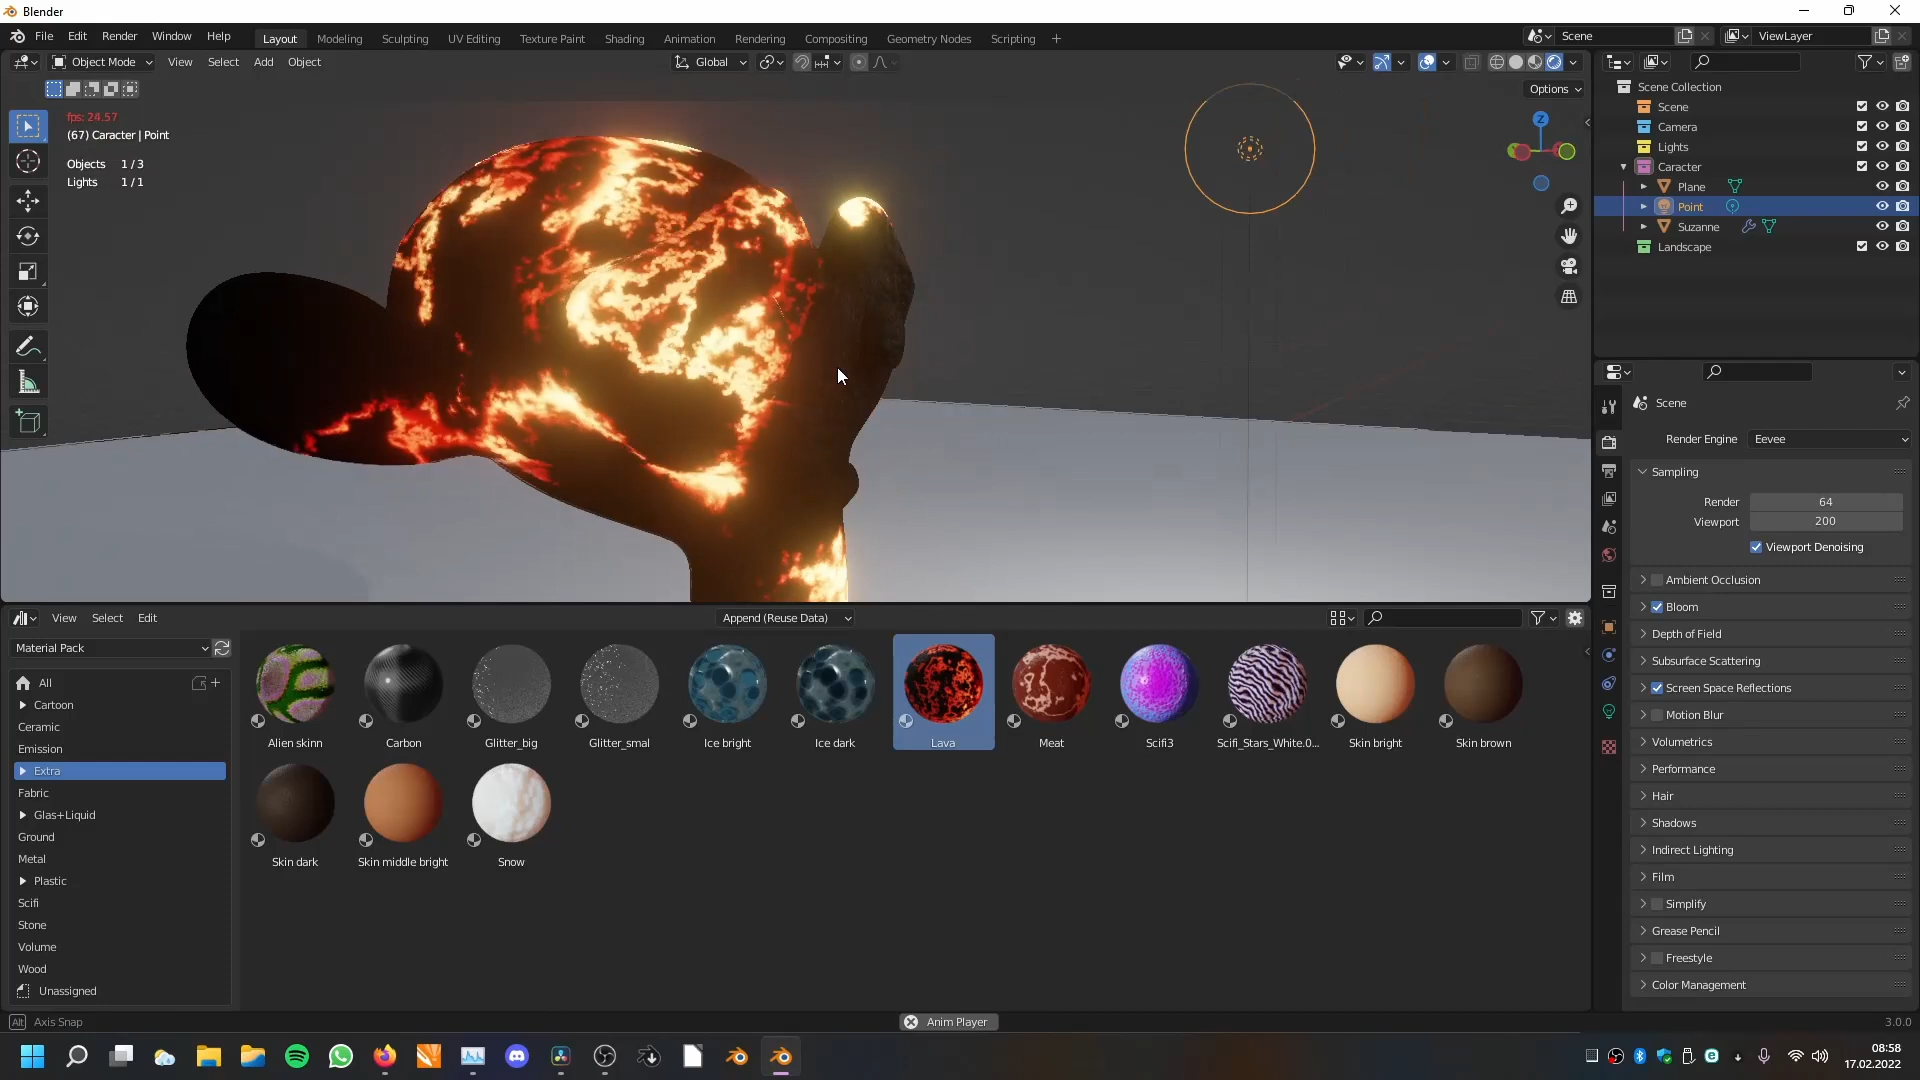 Blender
File Edit Render Window Help Layout Modeling Sculpting UV Editing Texture Paint Shading Animation Rendering Compositing Geometry Nodes Scripting + Scene ViewLayer
Object Mode View Select Add Object Global
Options
fps: 24.57
(67) Caracter | Point
Objects 1/3
Lights 1/1
Z
Scene Collection
Scene
Camera
Lights
Caracter
Plane
Point
Suzanne
Landscape
Scene
Render Engine Eevee
Sampling
Render 64
Viewport 200
Viewport Denoising
Ambient Occlusion
Bloom
Depth of Field
Subsurface Scattering
Screen Space Reflections
Motion Blur
Volumetrics
Performance
Hair
Shadows
Indirect Lighting
Film
Simplify
Grease Pencil
Freestyle
Color Management
View Select Edit Append (Reuse Data)
Material Pack
All
Cartoon
Ceramic
Emission
Extra
Fabric
Glas+Liquid
Ground
Metal
Plastic
Scifi
Stone
Volume
Wood
Unassigned
Alien skinn Carbon Glitter_big Glitter_smal Ice bright Ice dark Lava Meat Scifi3 Scifi_Stars_White.0... Skin bright Skin brown
Skin dark Skin middle bright Snow
Alt Axis Snap Anim Player 3.0.0
08:58
17.02.2022